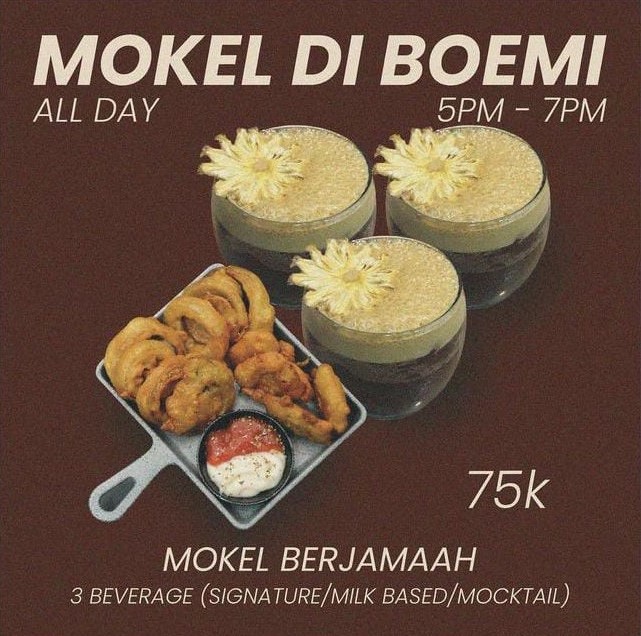 MOKEL DI BOEMI
ALL DAY
5PM - 7PM
75k
MOKEL BERJAMAAH
3 BEVERAGE (SIGNATURE/MILK BASED/MOCKTAIL)